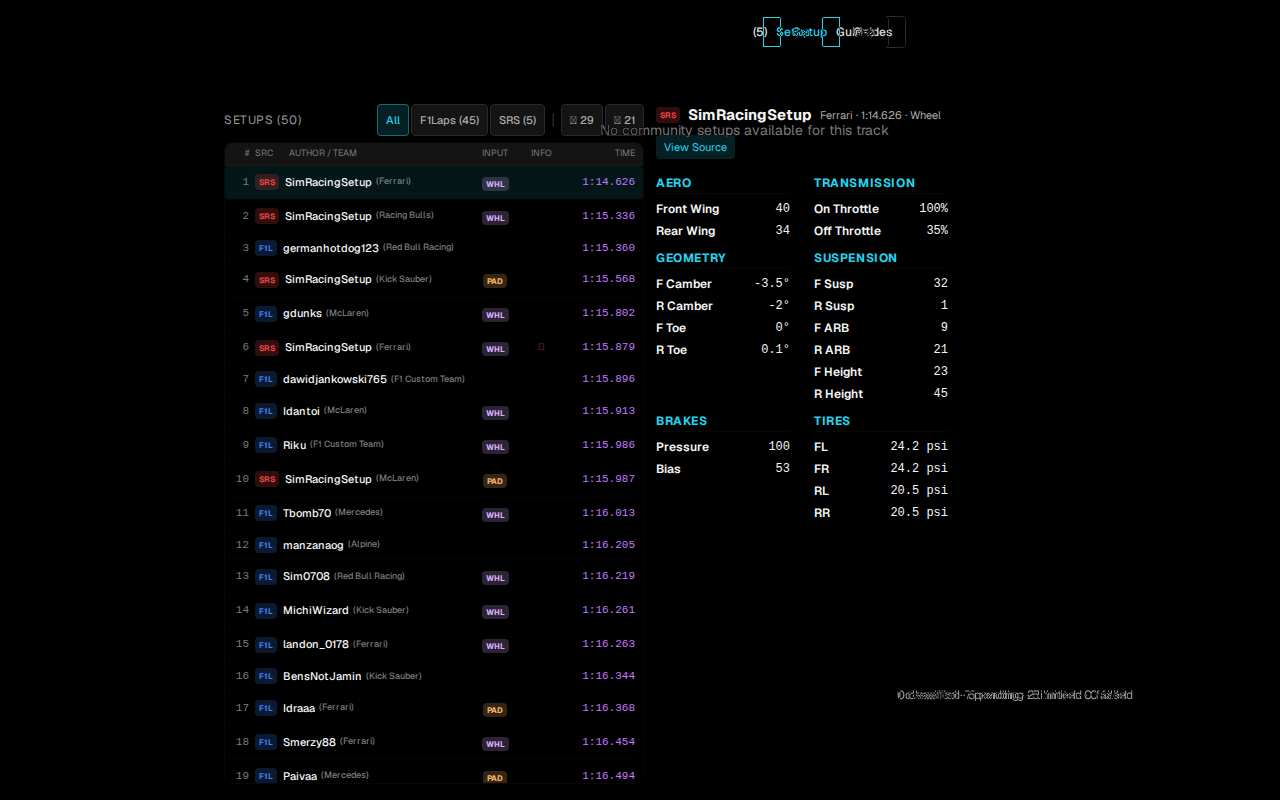 (5) Setup Guides
SETUPS (50) All F1Laps (45) SRS (5) | 29 21
SRS SimRacingSetup Ferrari · 1:14.626 · Wheel
No community setups available for this track
View Source
# SRC AUTHOR / TEAM INPUT INFO TIME
1 SRS SimRacingSetup (Ferrari) WHL 1:14.626
2 SRS SimRacingSetup (Racing Bulls) WHL 1:15.336
3 F1L germanhotdog123 (Red Bull Racing) 1:15.360
4 SRS SimRacingSetup (Kick Sauber) PAD 1:15.568
5 F1L gdunks (McLaren) WHL 1:15.802
6 SRS SimRacingSetup (Ferrari) WHL 1:15.879
7 F1L dawidjankowski765 (F1 Custom Team) 1:15.896
8 F1L Idantoi (McLaren) WHL 1:15.913
9 F1L Riku (F1 Custom Team) WHL 1:15.986
10 SRS SimRacingSetup (McLaren) PAD 1:15.987
11 F1L Tbomb70 (Mercedes) WHL 1:16.013
12 F1L manzanaog (Alpine) 1:16.205
13 F1L Sim0708 (Red Bull Racing) WHL 1:16.219
14 F1L MichiWizard (Kick Sauber) WHL 1:16.261
15 F1L landon_0178 (Ferrari) WHL 1:16.263
16 F1L BensNotJamin (Kick Sauber) 1:16.344
17 F1L Idraaa (Ferrari) PAD 1:16.368
18 F1L Smerzy88 (Ferrari) WHL 1:16.454
19 F1L Paivaa (Mercedes) PAD 1:16.494
AERO
Front Wing 40
Rear Wing 34
TRANSMISSION
On Throttle 100%
Off Throttle 35%
GEOMETRY
F Camber -3.5°
R Camber -2°
F Toe 0°
R Toe 0.1°
SUSPENSION
F Susp 32
R Susp 1
F ARB 9
R ARB 21
F Height 23
R Height 45
BRAKES
Pressure 100
Bias 53
TIRES
FL 24.2 psi
FR 24.2 psi
RL 20.5 psi
RR 20.5 psi